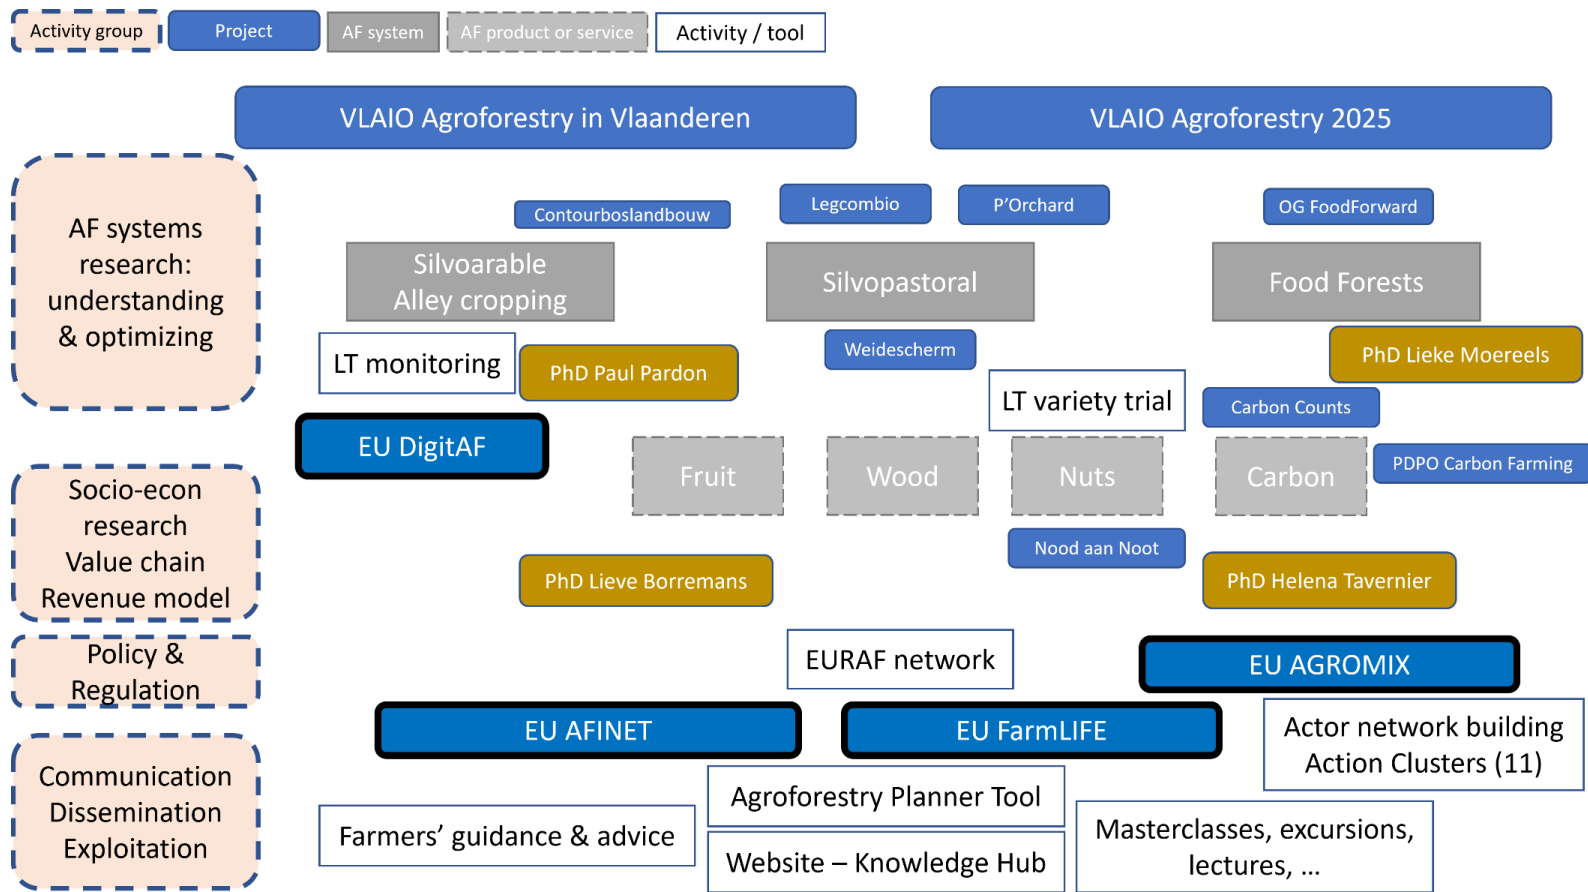 Activity group
Project
AF system
AF product or service
Activity / tool
VLAIO Agroforestry in Vlaanderen
VLAIO Agroforestry 2025
AF systems
research:
understanding
& optimizing
Contourboslandbouw
Legcombio
P’Orchard
OG FoodForward
Silvoarable
Alley cropping
Silvopastoral
Food Forests
LT monitoring
PhD Paul Pardon
Weidescherm
PhD Lieke Moereels
LT variety trial
Carbon Counts
EU DigitAF
Socio-econ
research
Value chain
Revenue model
Fruit
Wood
Nuts
Carbon
PDPO Carbon Farming
Nood aan Noot
PhD Lieve Borremans
PhD Helena Tavernier
Policy &
Regulation
EURAF network
EU AGROMIX
EU AFINET
EU FarmLIFE
Actor network building
Action Clusters (11)
Communication
Dissemination
Exploitation
Farmers’ guidance & advice
Agroforestry Planner Tool
Website – Knowledge Hub
Masterclasses, excursions,
lectures, ...